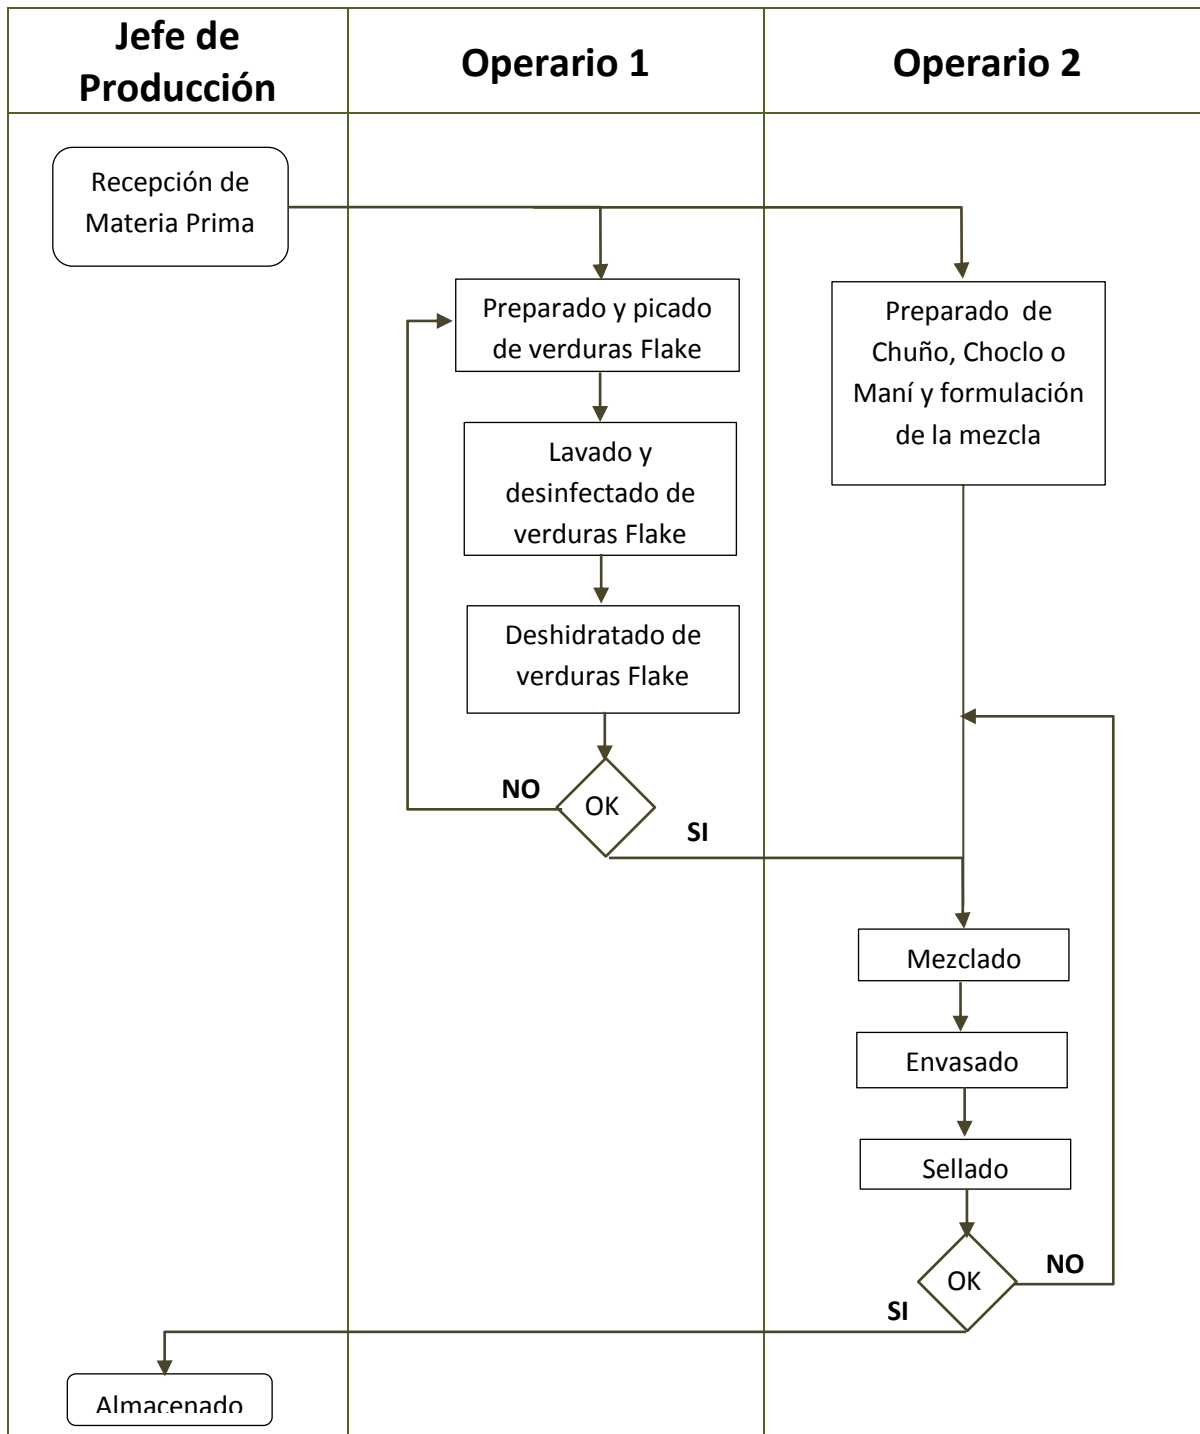 Jefe de
Producción
Operario 1
Operario 2
Recepción de
Materia Prima
Preparado y picado
de verduras Flake
Preparado de
Chuño, Choclo o
Maní y formulación
de la mezcla
Lavado y
desinfectado de
verduras Flake
Deshidratado de
verduras Flake
NO
OK
SI
Mezclado
Envasado
Sellado
OK
NO
SI
Almacenado